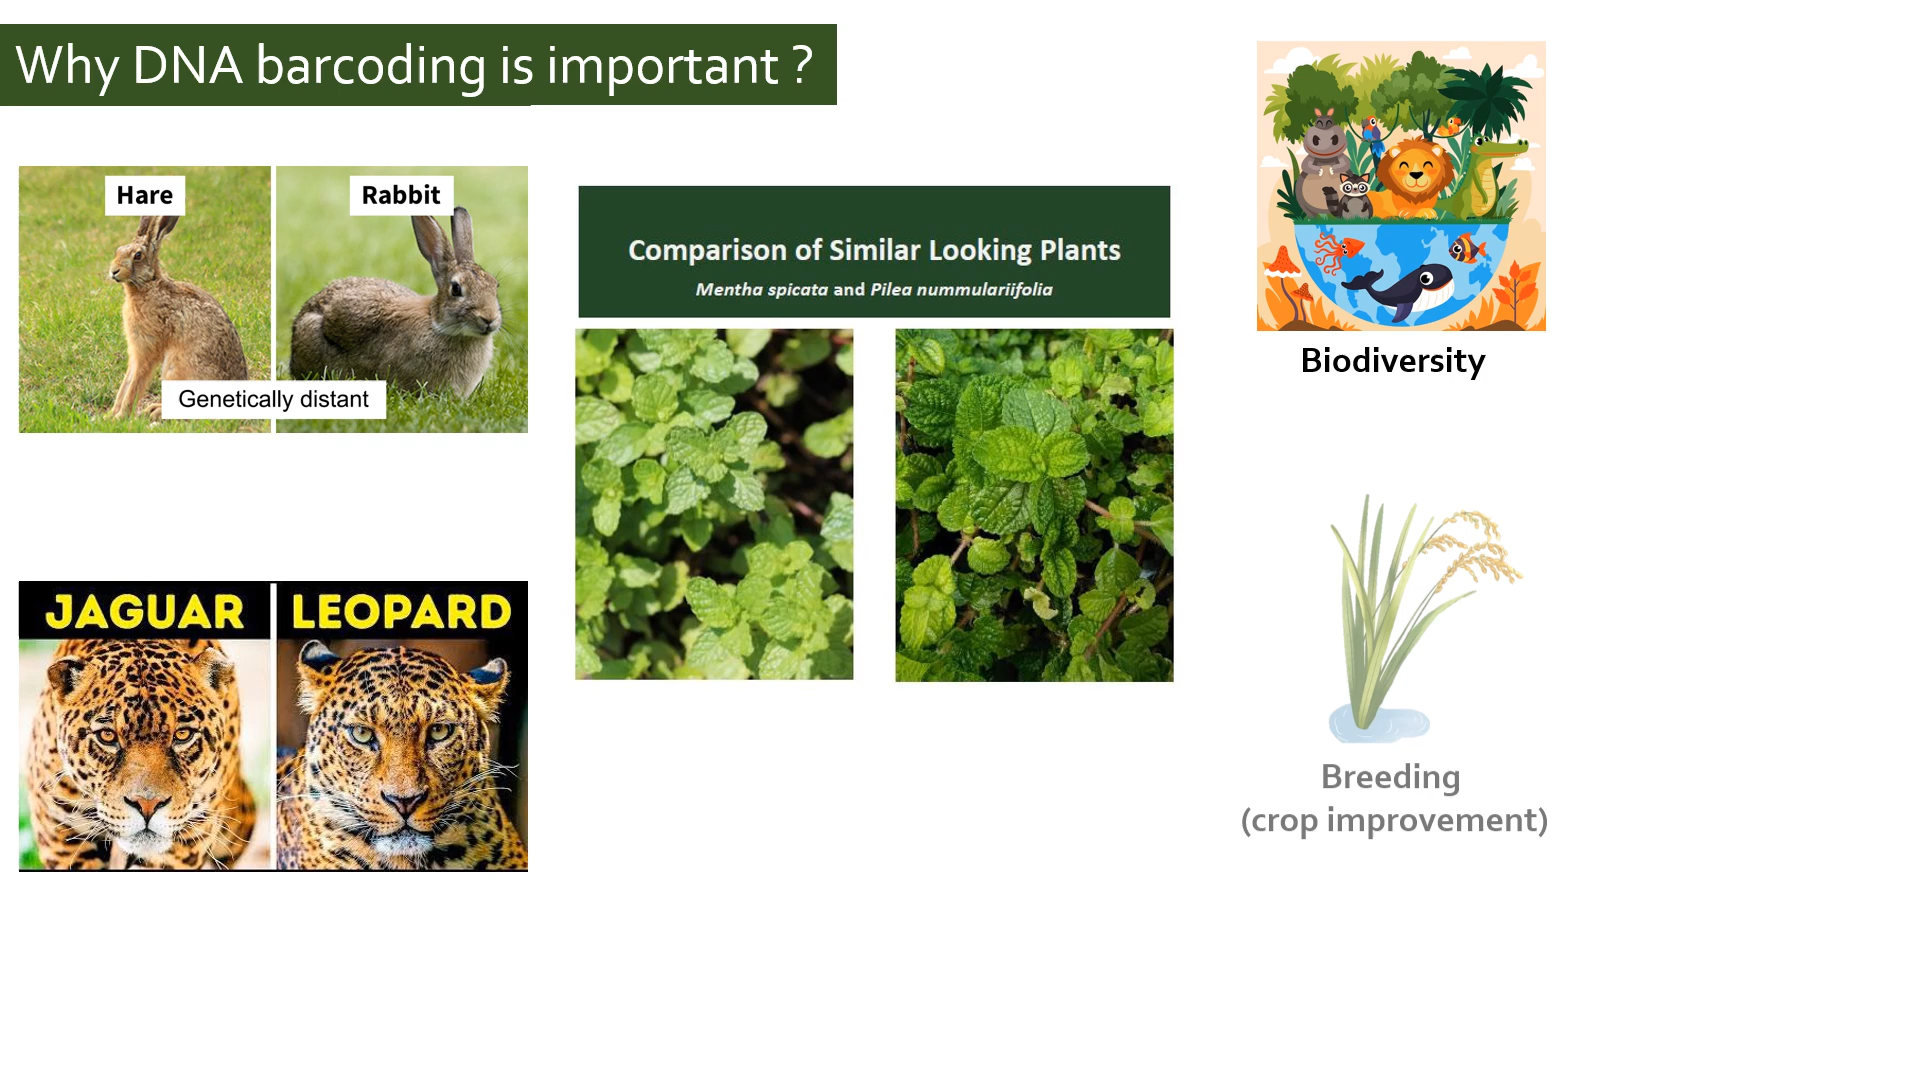 Why DNA barcoding is important ?
Hare
Rabbit
Genetically distant
JAGUAR
LEOPARD
Comparison of Similar Looking Plants
Mentha spicata and Pilea nummulariifolia
Biodiversity
Breeding
(crop improvement)